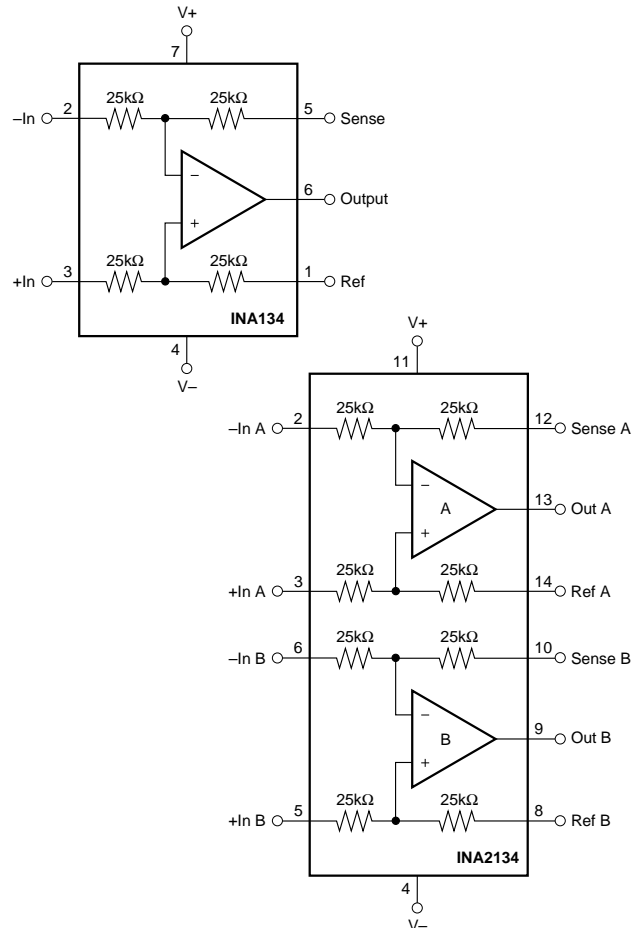 V+
7
25kΩ 25kΩ
–In 2 5 Sense
–
6 Output
+
25kΩ 25kΩ
+In 3 1 Ref
INA134
4
V–
V+
11
25kΩ 25kΩ
–In A 2 12 Sense A
–
A 13 Out A
+
25kΩ 25kΩ
+In A 3 14 Ref A
25kΩ 25kΩ
–In B 6 10 Sense B
–
B 9 Out B
+
25kΩ 25kΩ
+In B 5 8 Ref B
INA2134
4
V–